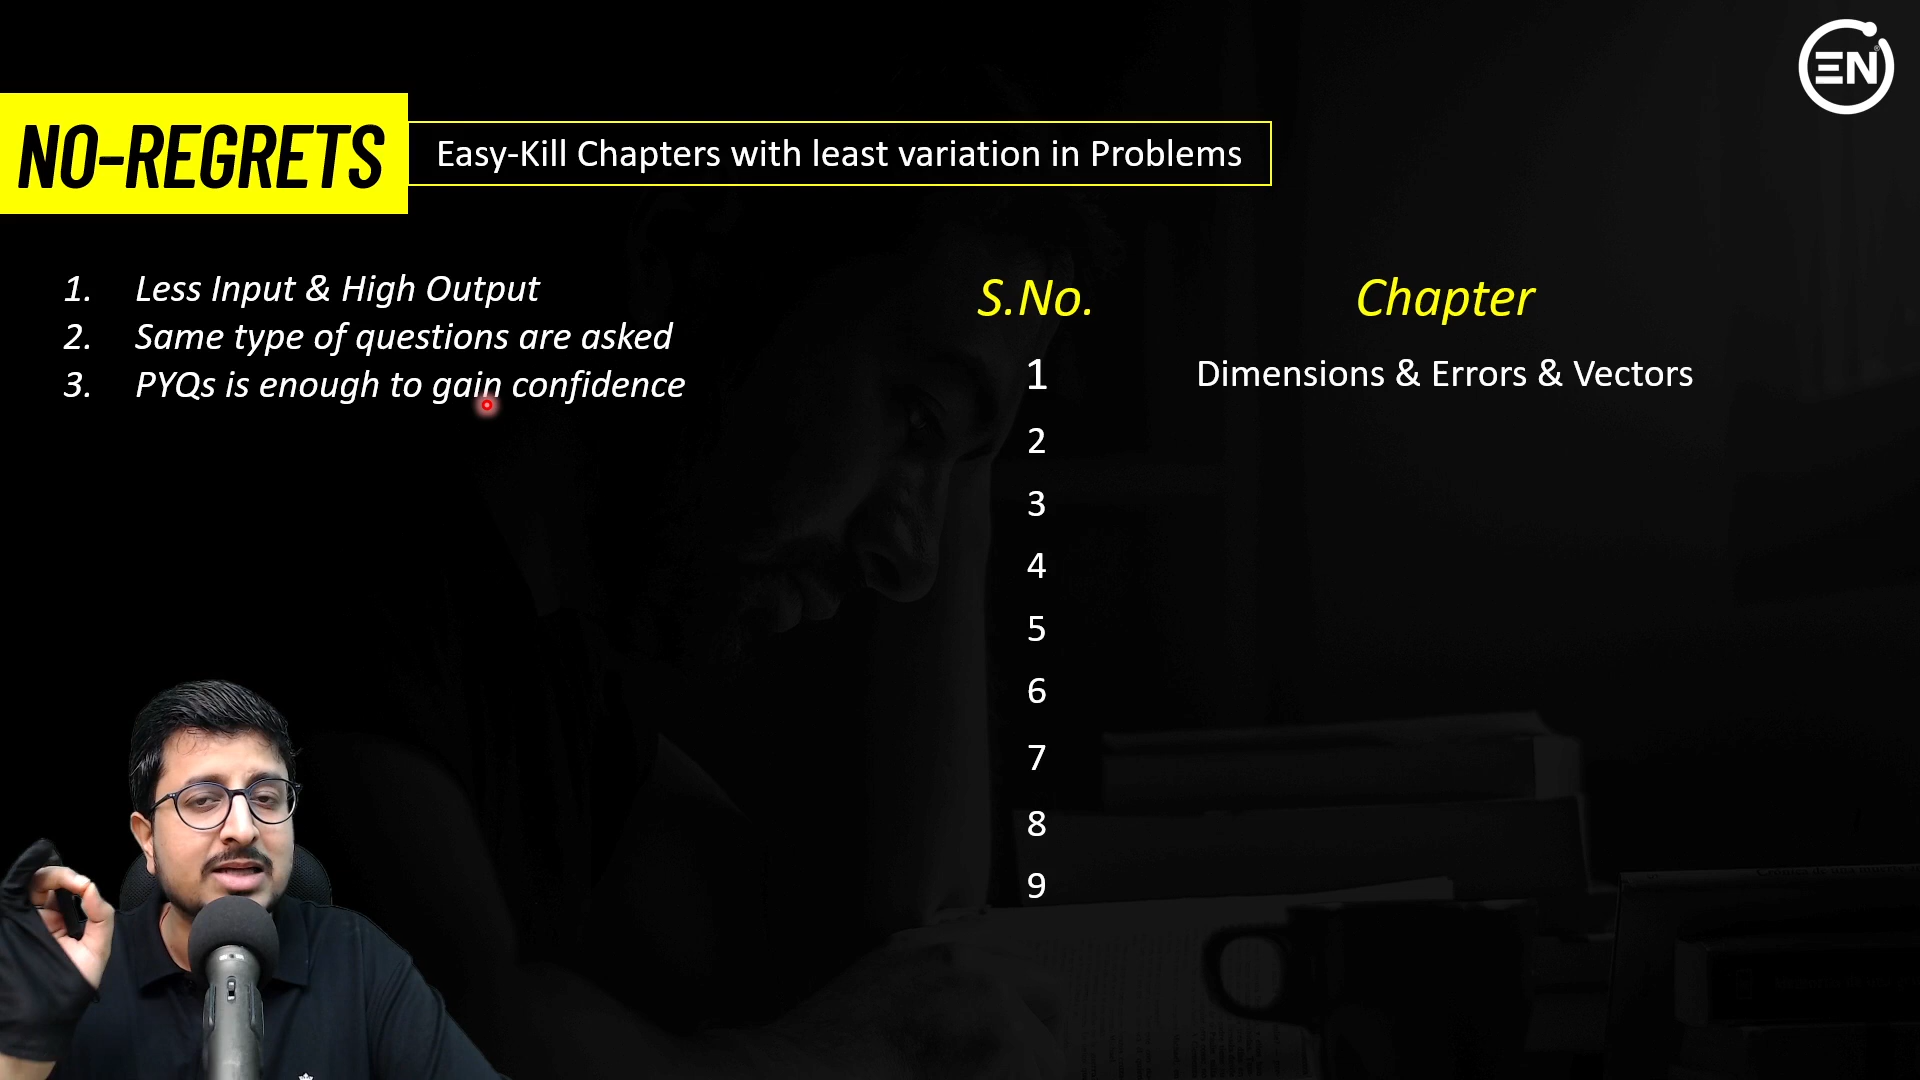 EN
NO-REGRETS
Easy-Kill Chapters with least variation in Problems
1. Less Input & High Output
2. Same type of questions are asked
3. PYQs is enough to gain confidence
S.No. Chapter
1 Dimensions & Errors & Vectors
2
3
4
5
6
7
8
9